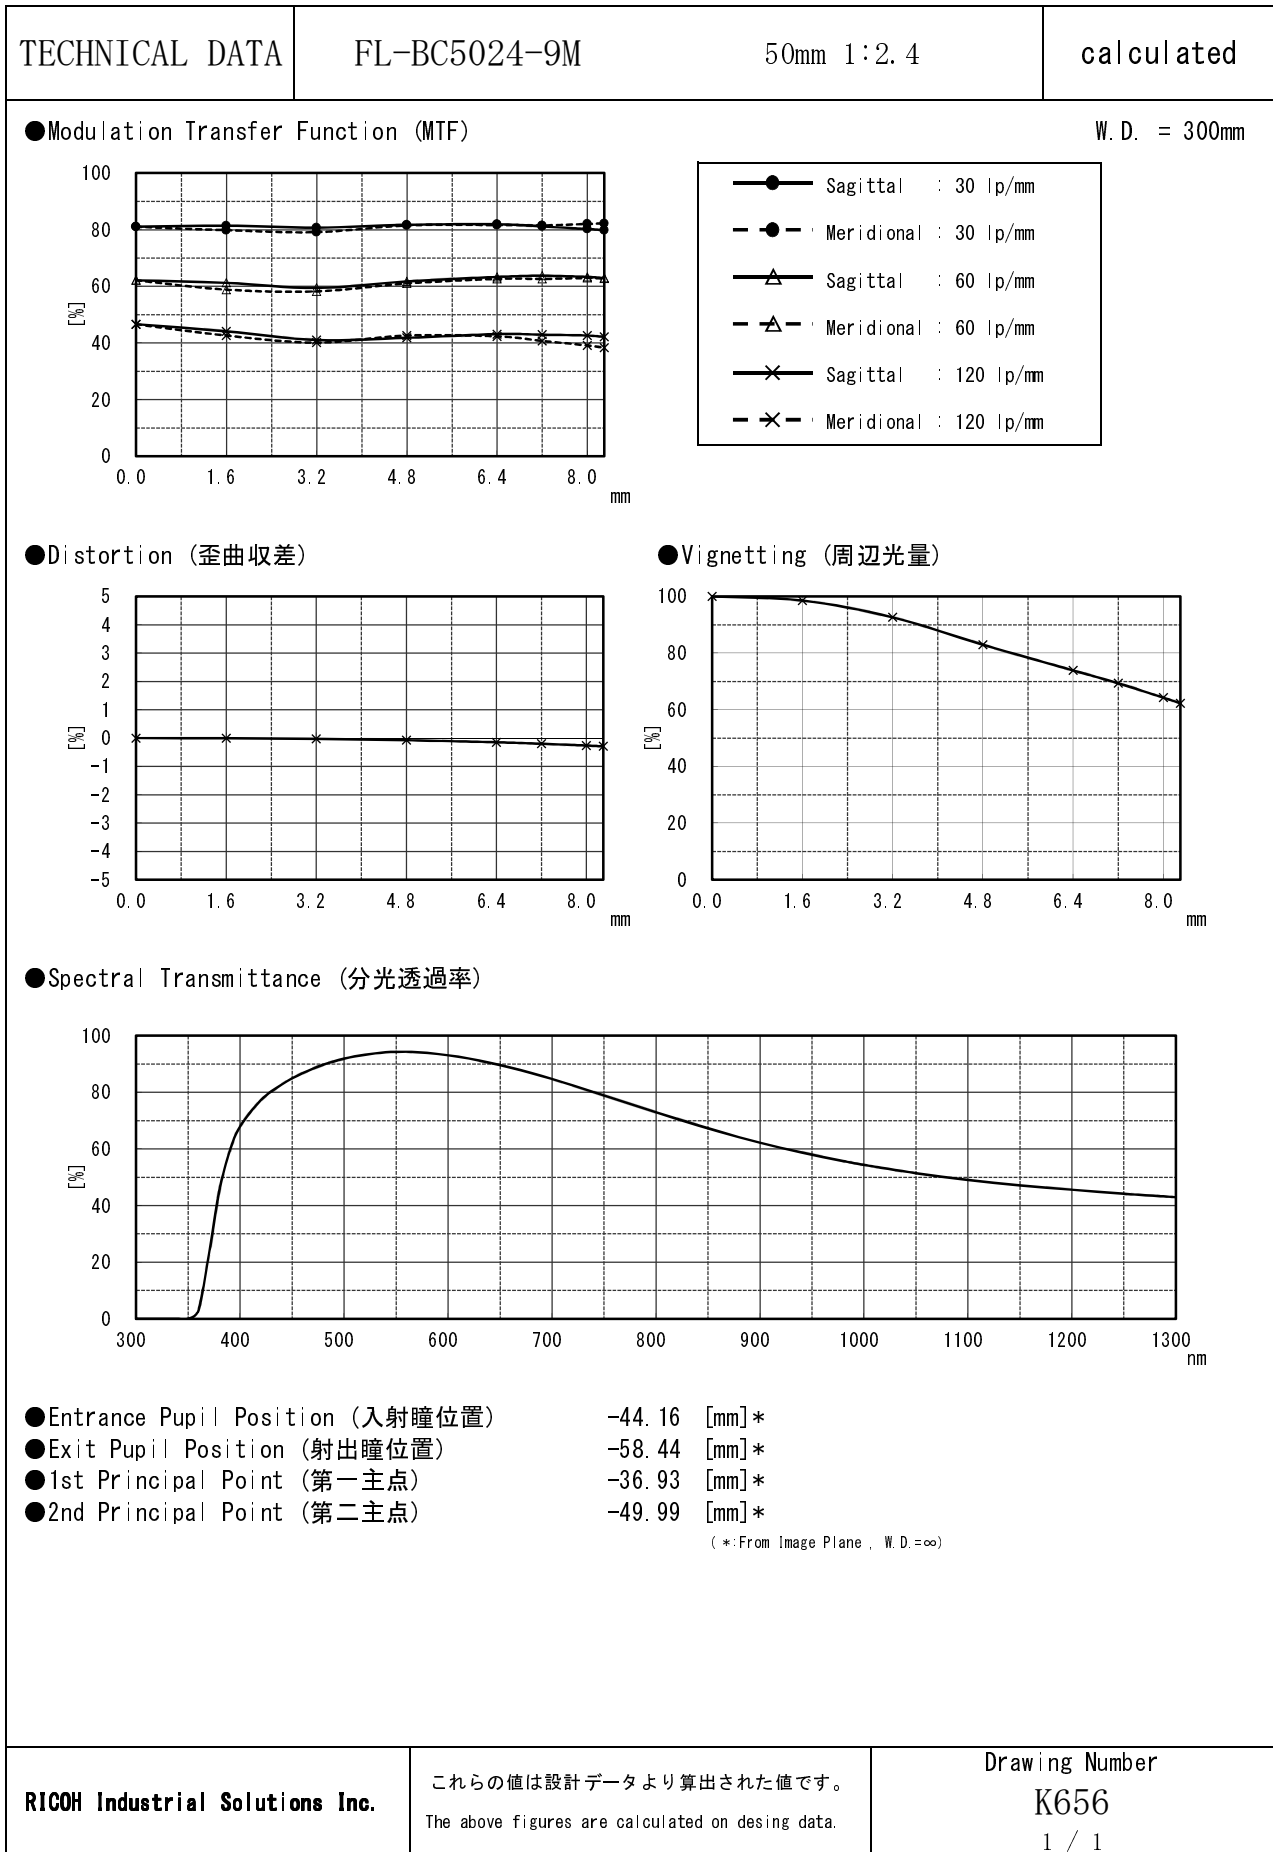 TECHNICAL DATA
FL-BC5024-9M
50mm 1:2.4
calculated
●Modulation Transfer Function (MTF)
W.D. = 300mm
100
80
60
40
20
0
[%]
0.0 1.6 3.2 4.8 6.4 8.0
mm
Sagittal : 30 lp/mm
Meridional : 30 lp/mm
Sagittal : 60 lp/mm
Meridional : 60 lp/mm
Sagittal : 120 lp/mm
Meridional : 120 lp/mm
●Distortion (歪曲収差)
5
4
3
2
1
0
-1
-2
-3
-4
-5
[%]
0.0 1.6 3.2 4.8 6.4 8.0
mm
●Vignetting (周辺光量)
100
80
60
40
20
0
[%]
0.0 1.6 3.2 4.8 6.4 8.0
mm
●Spectral Transmittance (分光透過率)
100
80
60
40
20
0
[%]
300 400 500 600 700 800 900 1000 1100 1200 1300
nm
●Entrance Pupil Position (入射瞳位置) -44.16 [mm]*
●Exit Pupil Position (射出瞳位置) -58.44 [mm]*
●1st Principal Point (第一主点) -36.93 [mm]*
●2nd Principal Point (第二主点) -49.99 [mm]*
( *:From Image Plane , W.D.=∞)
RICOH Industrial Solutions Inc.
これらの値は設計データより算出された値です。
The above figures are calculated on desing data.
Drawing Number
K656
1 / 1